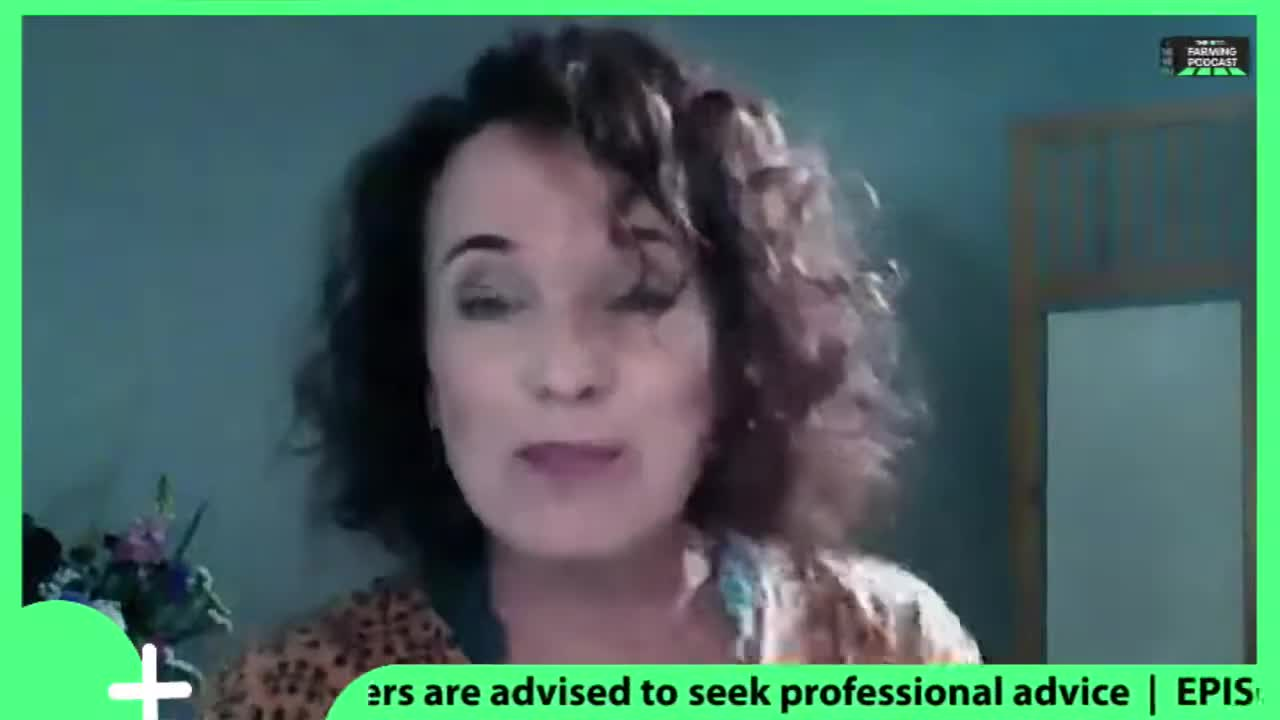 FARMING
PODCAST
ers are advised to seek professional advice | EPIS